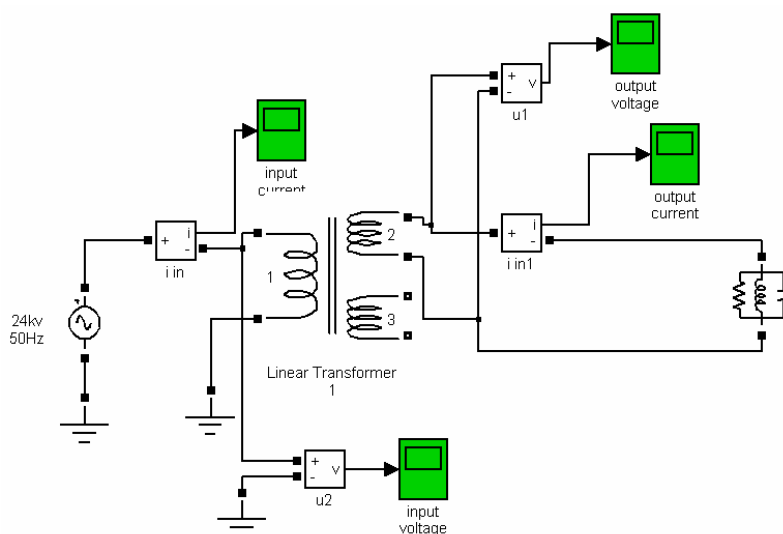 +
-
v
u1
output
voltage
input
current
output
current
+
i
-
i in
+
i
-
i in1
1
2
3
24kv
50Hz
Linear Transformer
1
+
-
v
u2
input
voltage